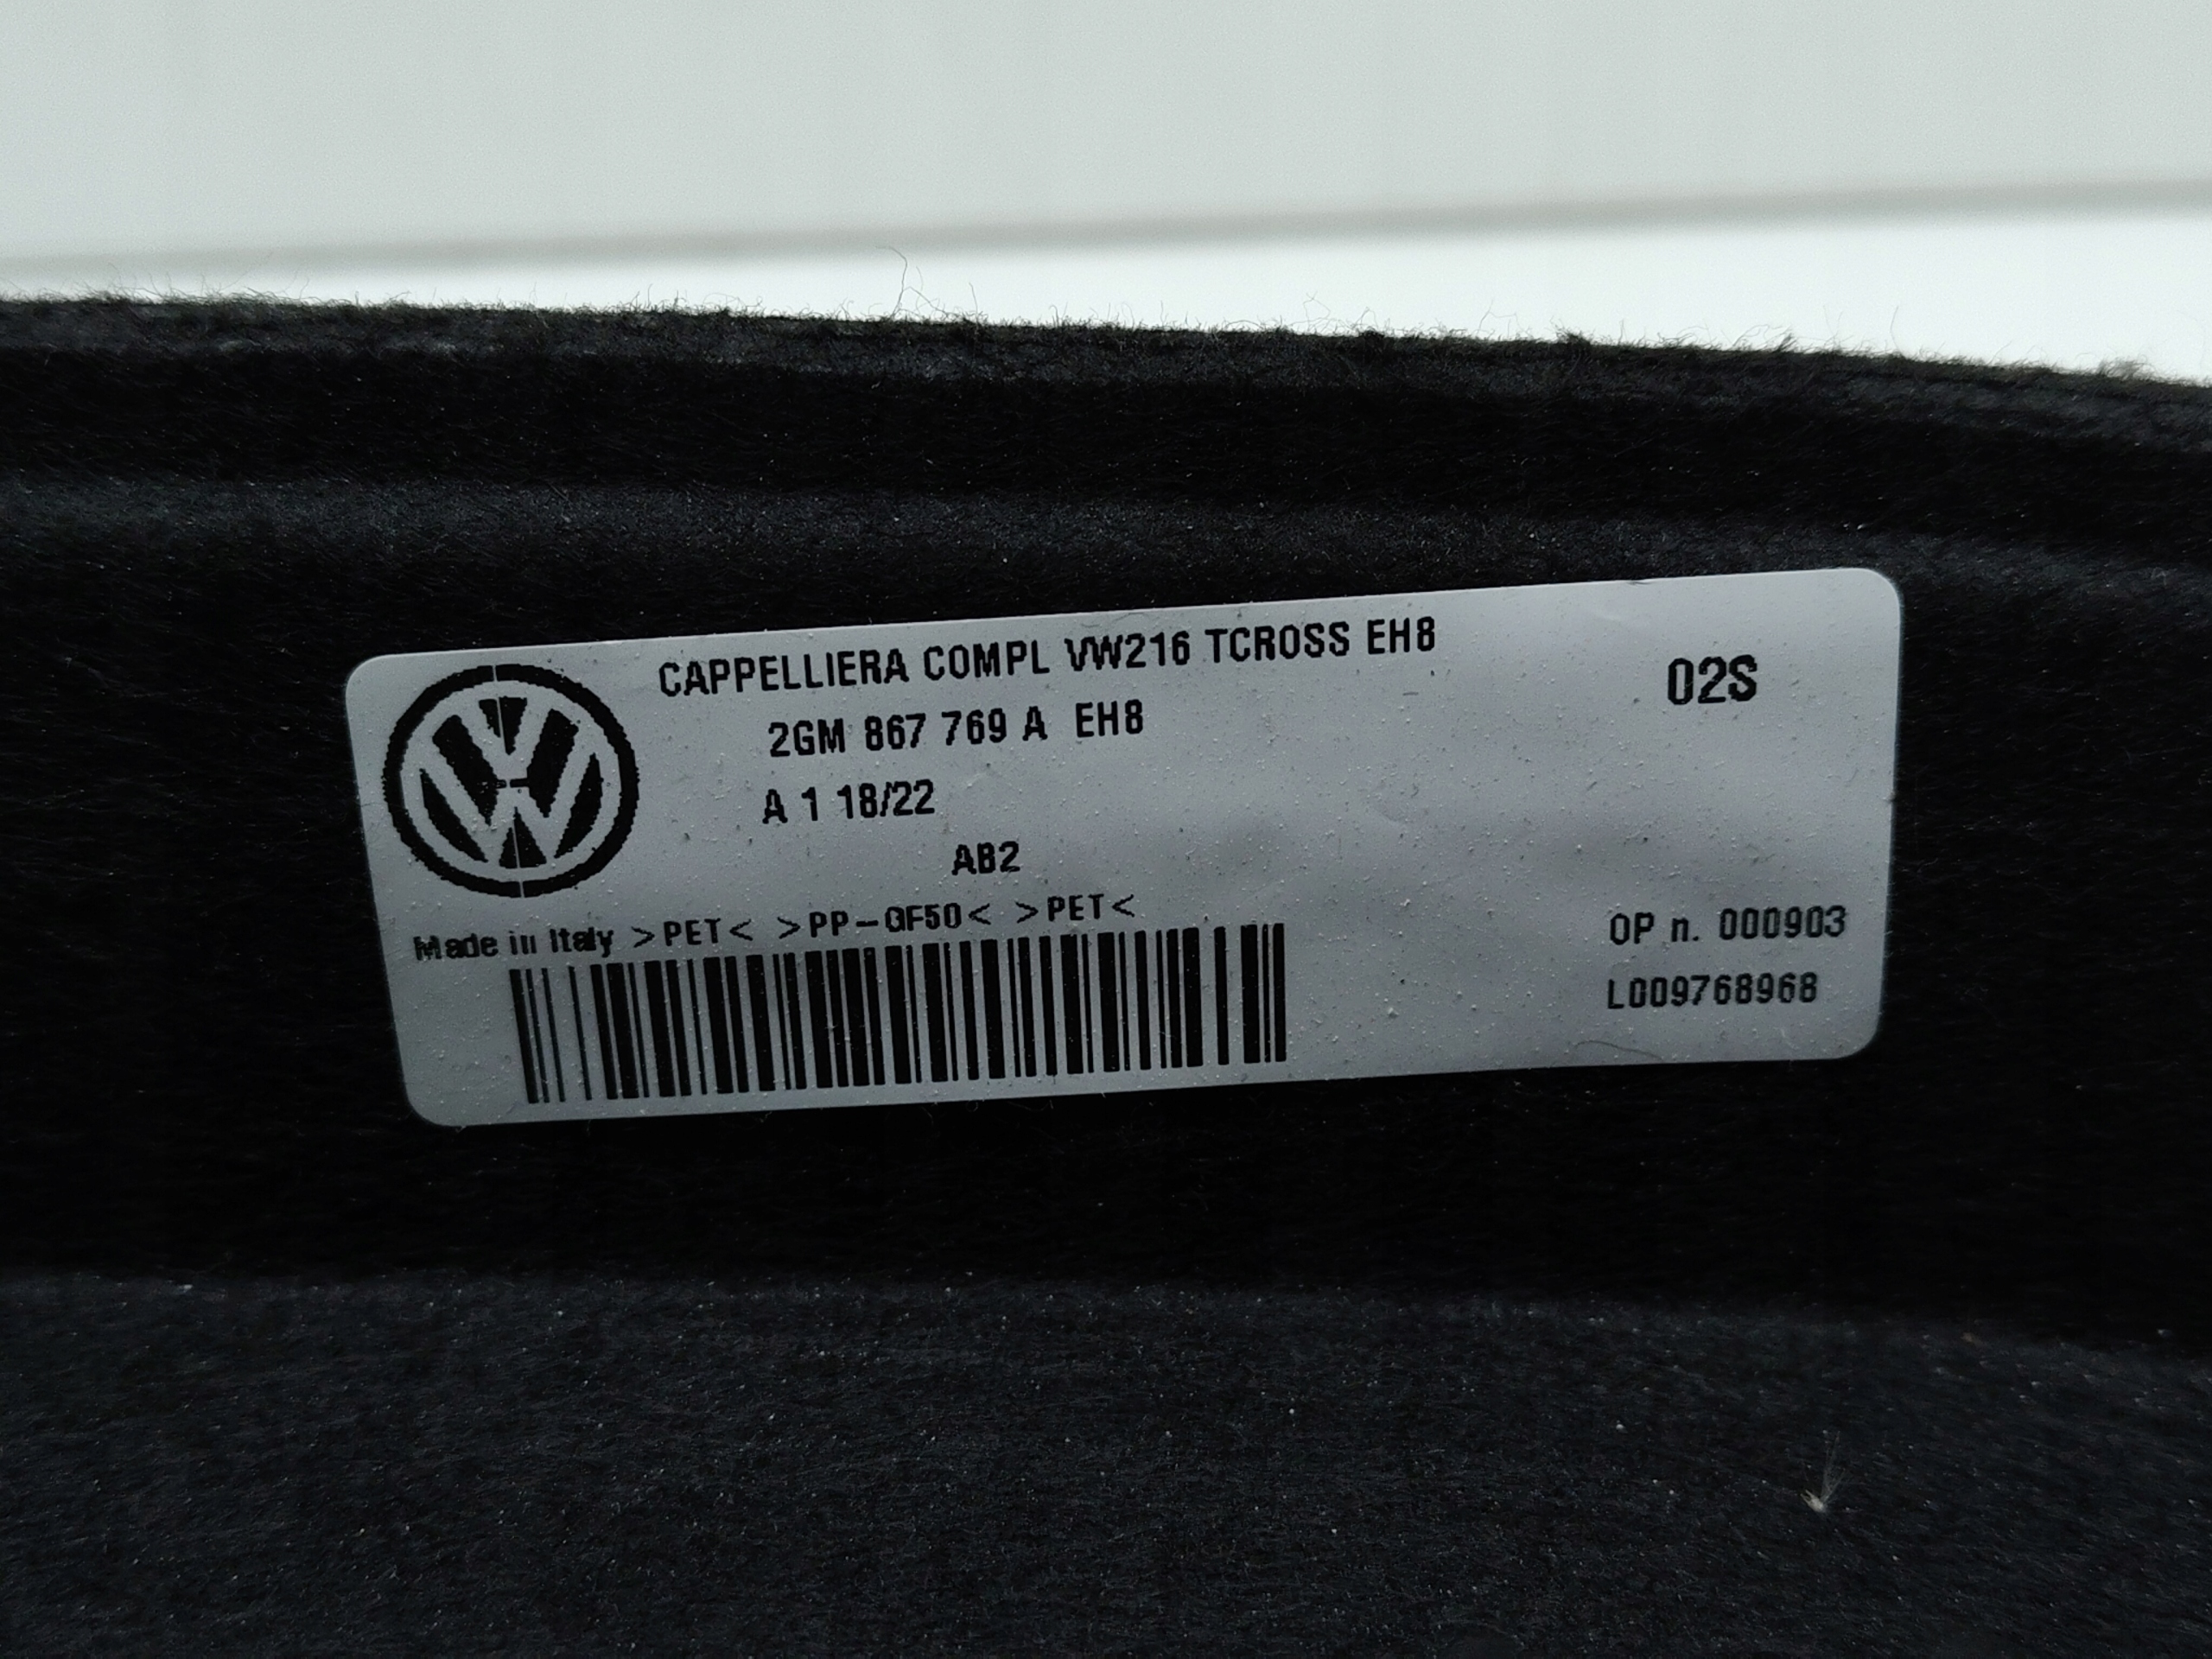 CAPPELLIERA COMPL VW216 TCROSS EH8
02S
2GM 867 769 A EH8
A 1 18/22
AB2
Made in Italy >PET< >PP-GF50< >PET<
OP n. 000903
L009768968